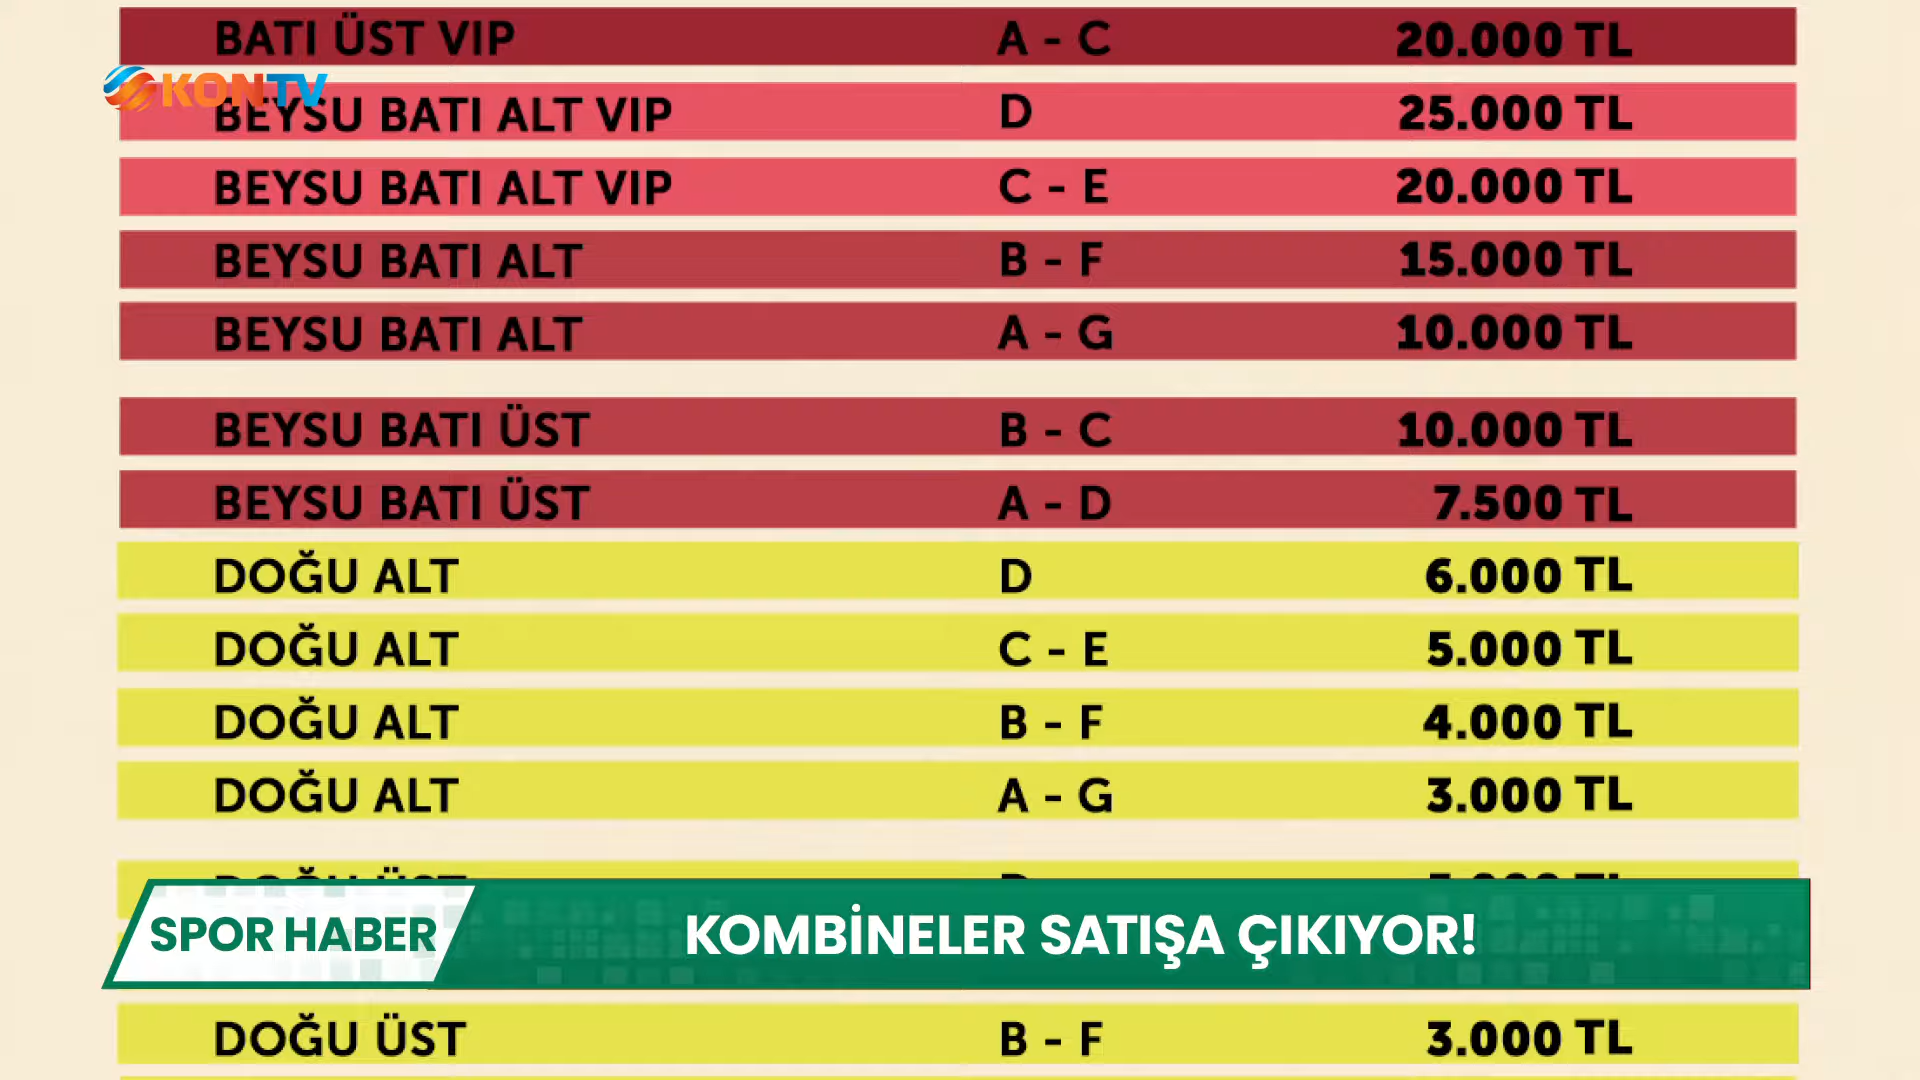 BATI ÜST VIP A - C 20.000 TL
KONTV
BEYSU BATI ALT VIP D 25.000 TL
BEYSU BATI ALT VIP C - E 20.000 TL
BEYSU BATI ALT B - F 15.000 TL
BEYSU BATI ALT A - G 10.000 TL
BEYSU BATI ÜST B - C 10.000 TL
BEYSU BATI ÜST A - D 7.500 TL
DOĞU ALT D 6.000 TL
DOĞU ALT C - E 5.000 TL
DOĞU ALT B - F 4.000 TL
DOĞU ALT A - G 3.000 TL
SPOR HABER
KOMBİNELER SATIŞA ÇIKIYOR!
DOĞU ÜST B - F 3.000 TL